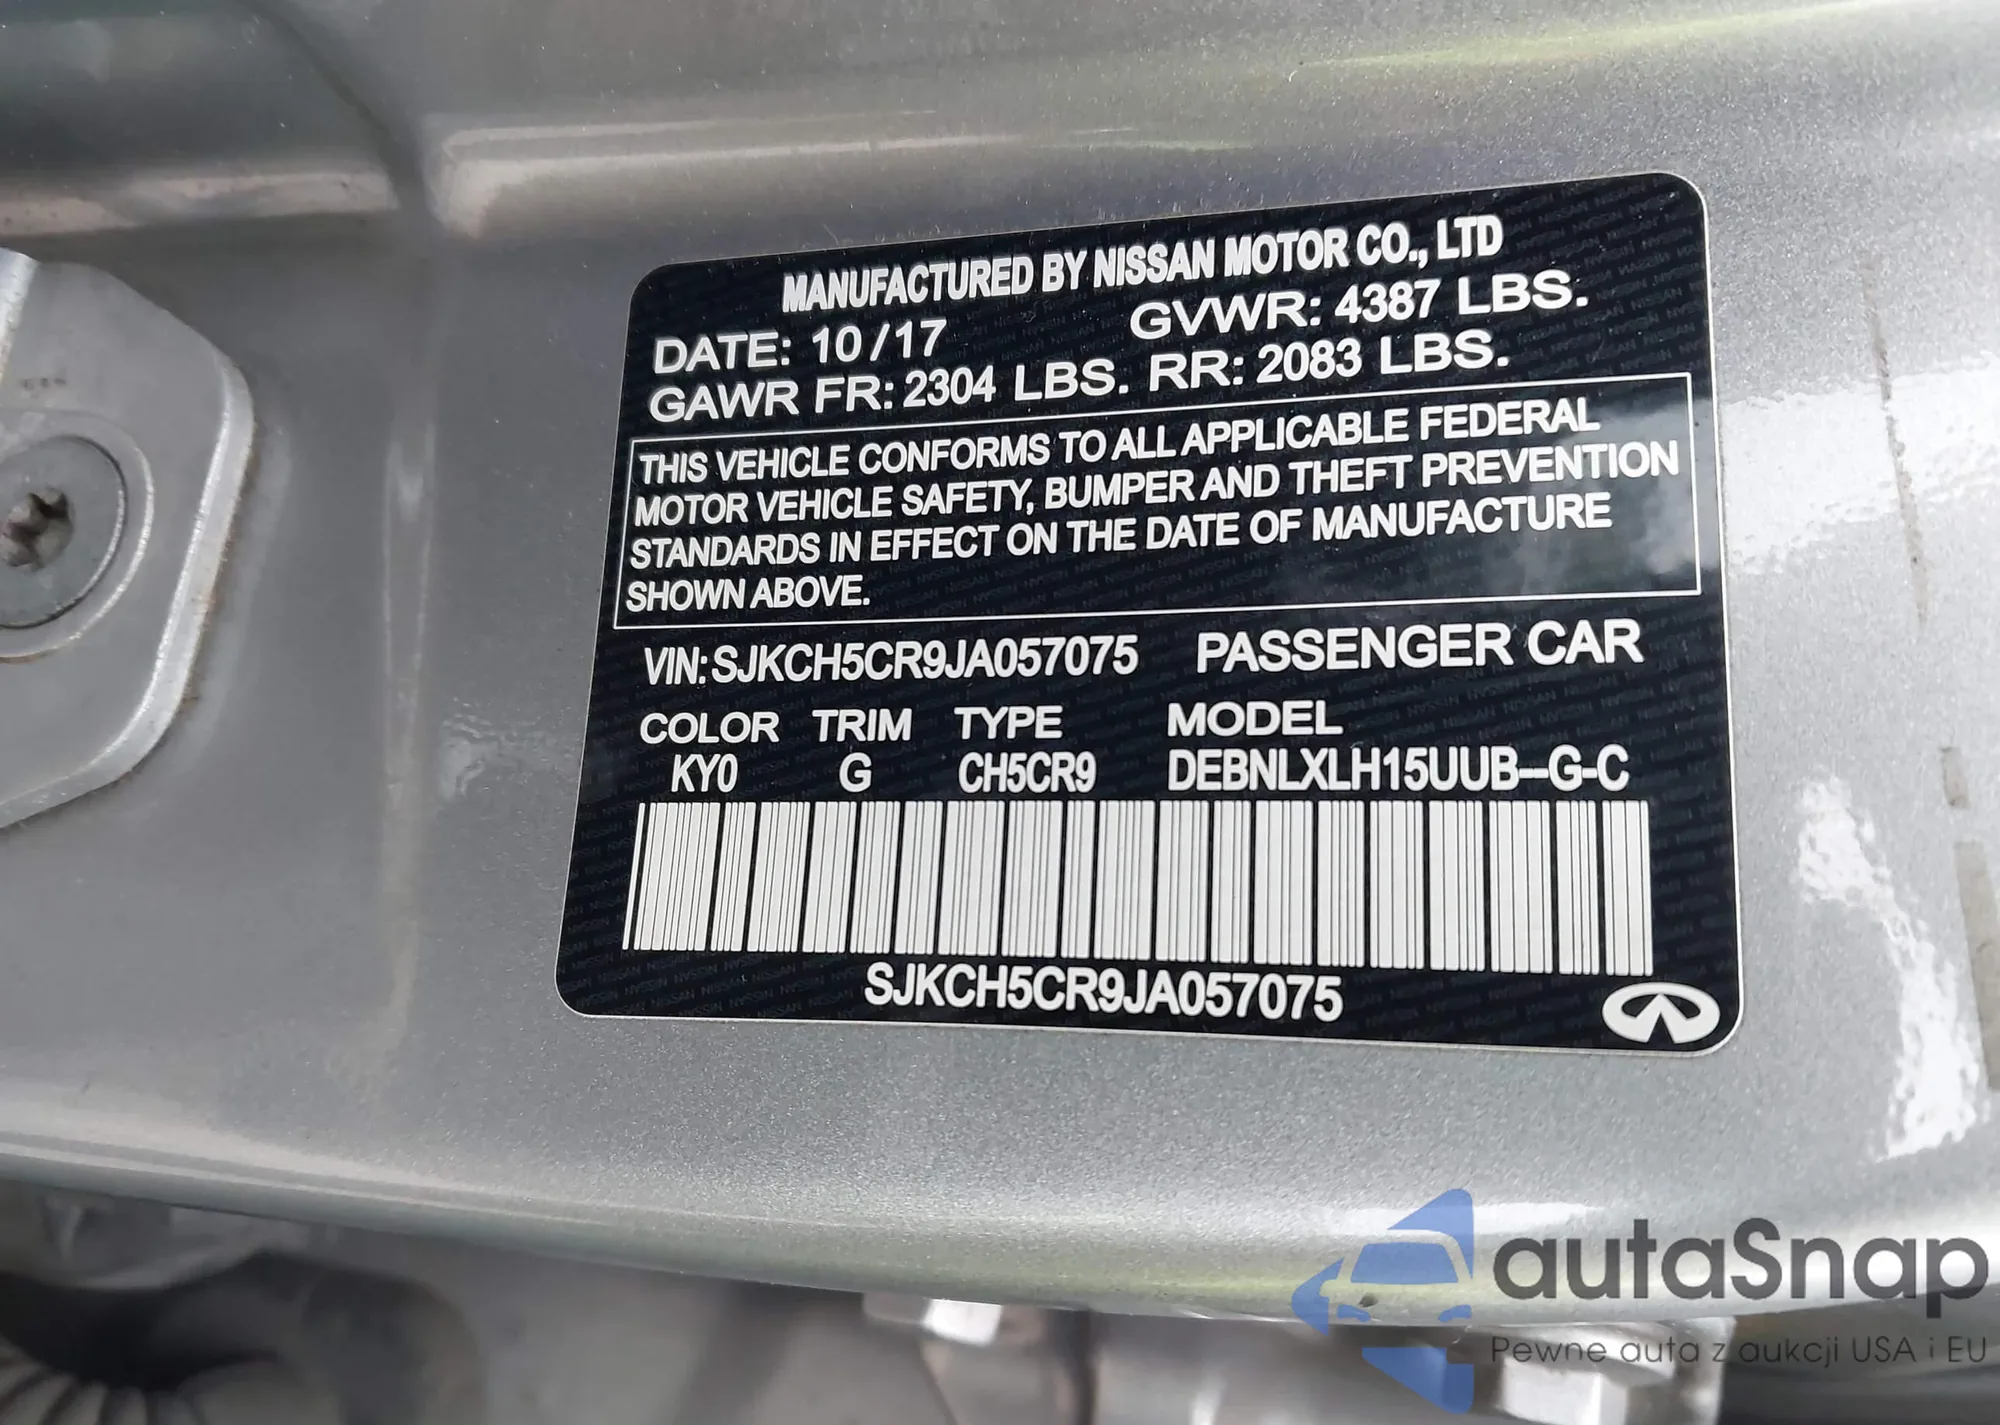 MANUFACTURED BY NISSAN MOTOR CO., LTD
DATE: 10/17 GVWR: 4387 LBS.
GAWR FR: 2304 LBS. RR: 2083 LBS.
THIS VEHICLE CONFORMS TO ALL APPLICABLE FEDERAL
MOTOR VEHICLE SAFETY, BUMPER AND THEFT PREVENTION
STANDARDS IN EFFECT ON THE DATE OF MANUFACTURE
SHOWN ABOVE.
VIN: SJKCH5CR9JA057075 PASSENGER CAR
COLOR TRIM TYPE MODEL
KY0 G CH5CR9 DEBNLXLH15UUB--G-C
SJKCH5CR9JA057075
autaSnap
Pewne auta z aukcji USA i EU